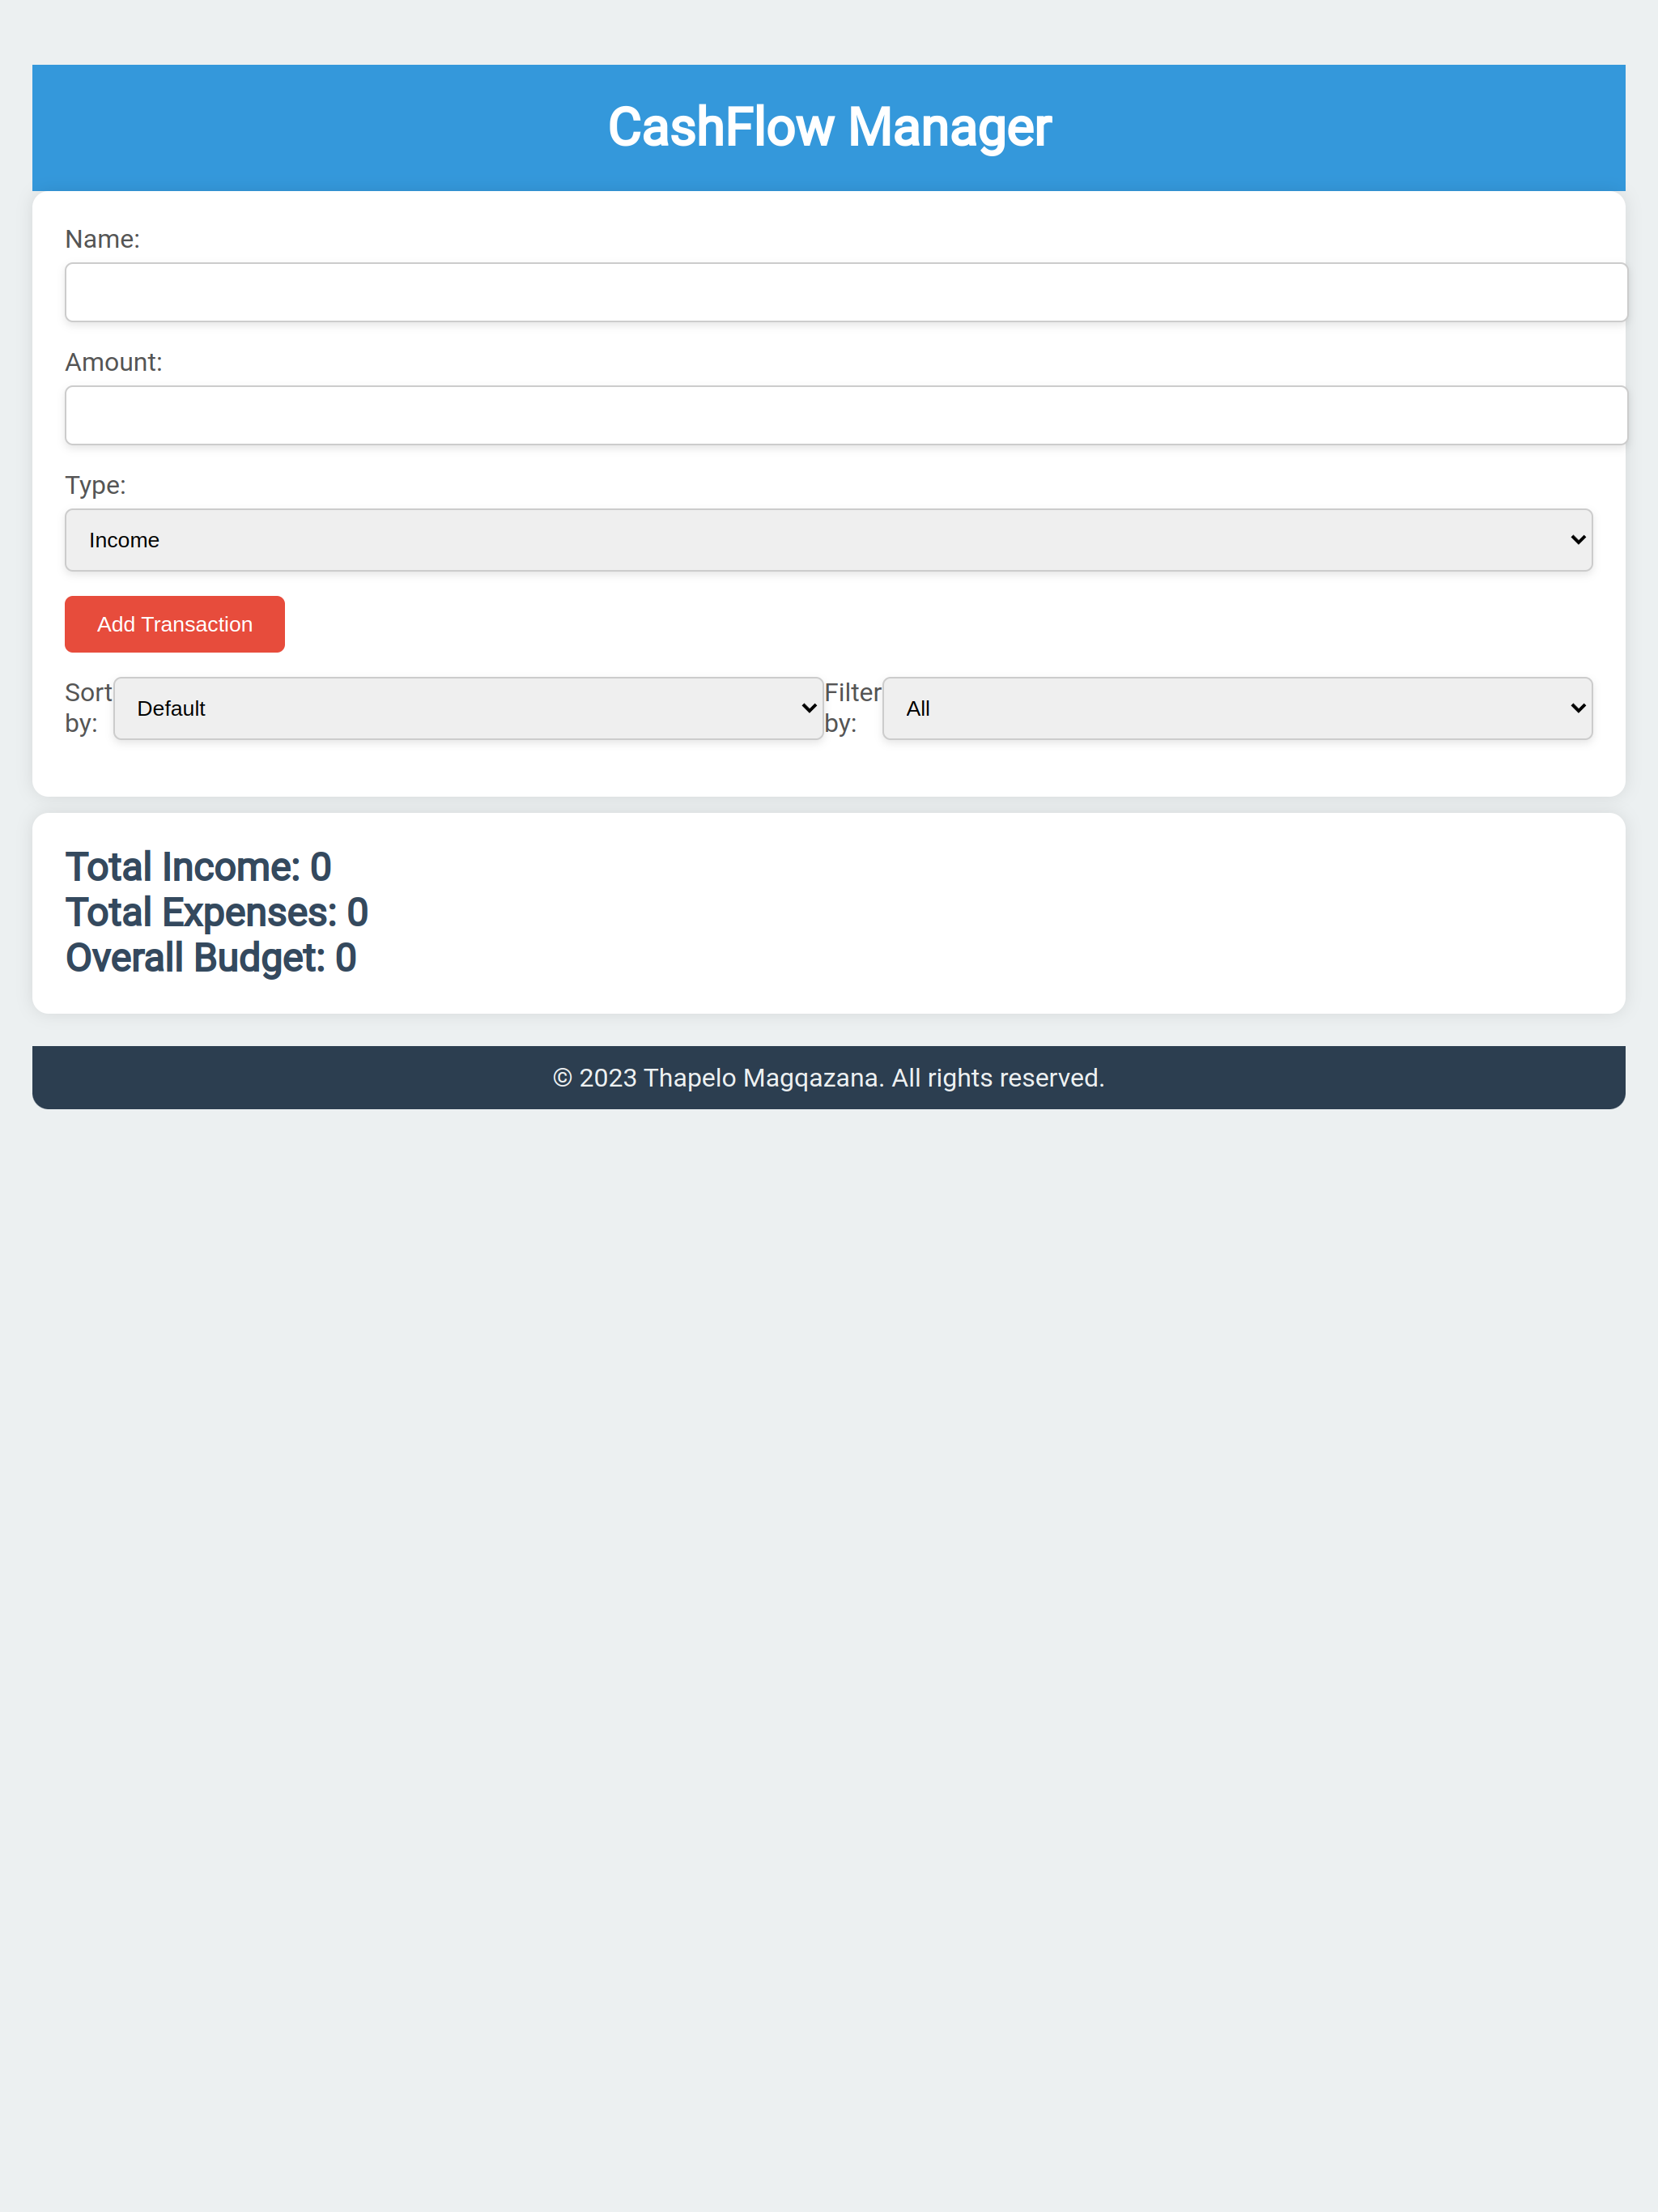 CashFlow Manager
Name:
Amount:
Type:
Income
Add Transaction
Sort by:
Default
Filter by:
All
Total Income: 0
Total Expenses: 0
Overall Budget: 0
© 2023 Thapelo Magqazana. All rights reserved.